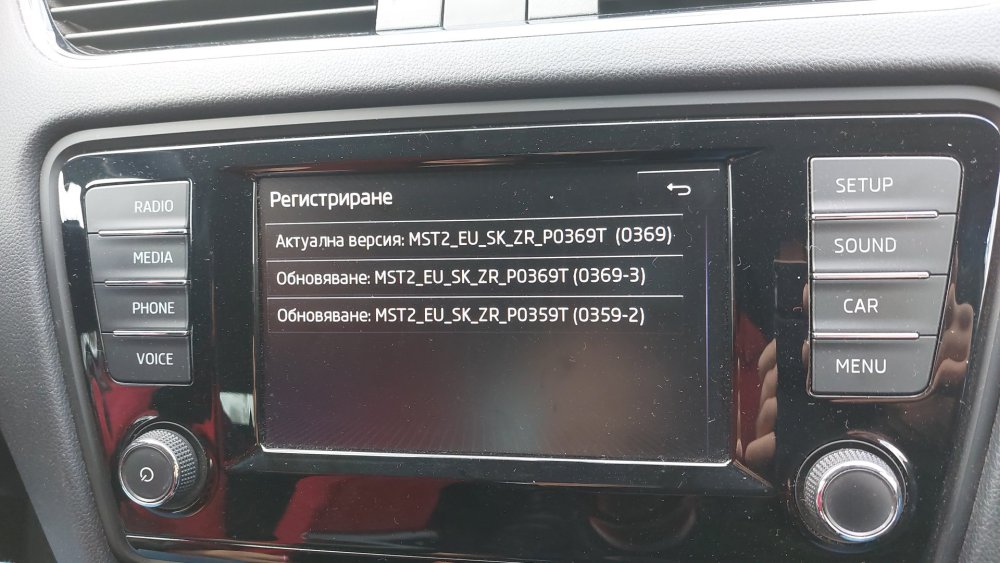 RADIO
MEDIA
PHONE
VOICE
Регистриране
Актуална версия: MST2_EU_SK_ZR_P0369T (0369)
Обновяване: MST2_EU_SK_ZR_P0369T (0369-3)
Обновяване: MST2_EU_SK_ZR_P0359T (0359-2)
SETUP
SOUND
CAR
MENU